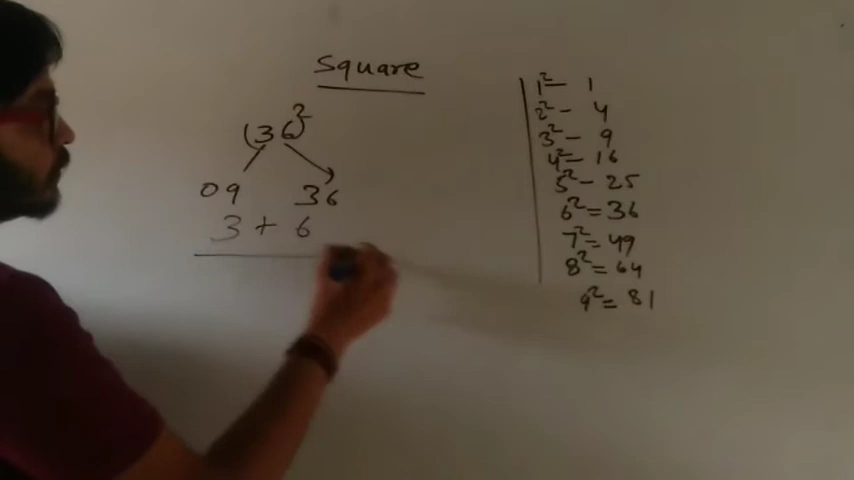 Square
(36)²
09 36
3 + 6
1² - 1
2² - 4
3² - 9
4² = 16
5² - 25
6² = 36
7² = 49
8² = 64
9² = 81